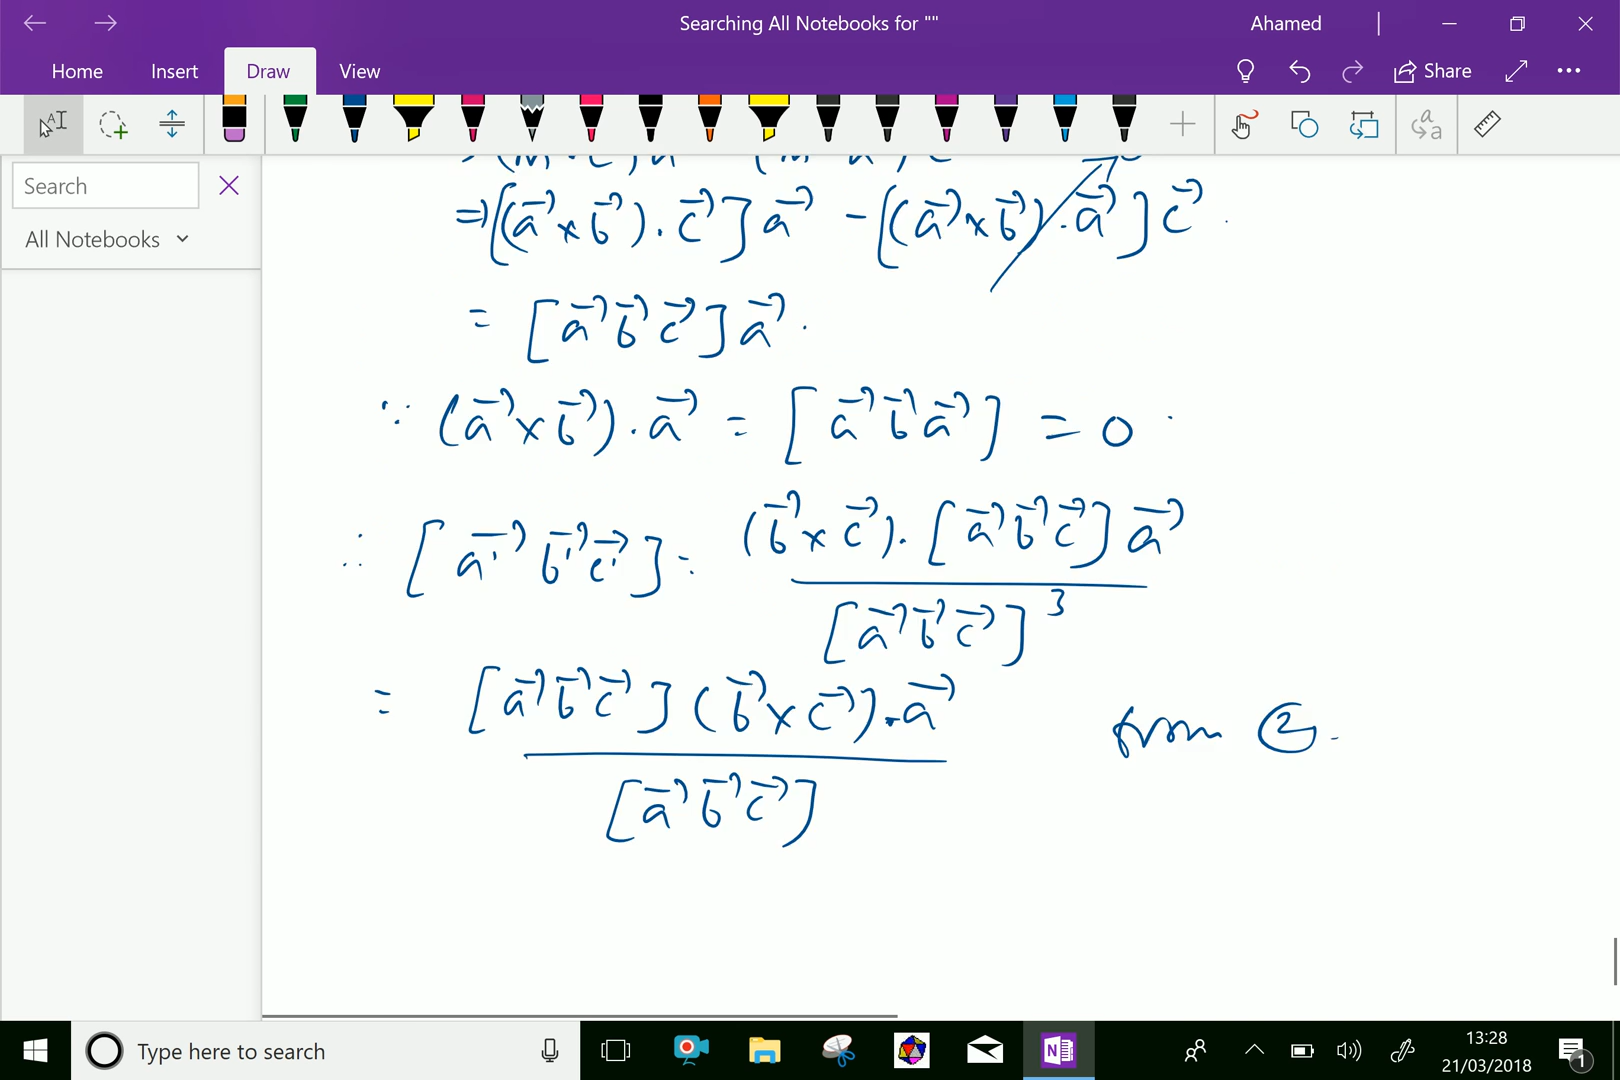 Searching All Notebooks for ""
Ahamed
Home Insert Draw View
Share
Search
All Notebooks
⇒[(a⃗ × b⃗) . c⃗] a⃗ - [(a⃗ × b⃗) . a⃗] c⃗ .
= [a⃗ b⃗ c⃗] a⃗ .
∵ (a⃗ × b⃗) . a⃗ = [a⃗ b⃗ a⃗] = 0 .
∴ [a⃗' b⃗' c⃗'] = (b⃗ × c⃗) . [a⃗ b⃗ c⃗] a⃗
[a⃗ b⃗ c⃗]³
= [a⃗ b⃗ c⃗] (b⃗ × c⃗) . a⃗
[a⃗ b⃗ c⃗]
from ②.
Type here to search
N
13:28
21/03/2018
1